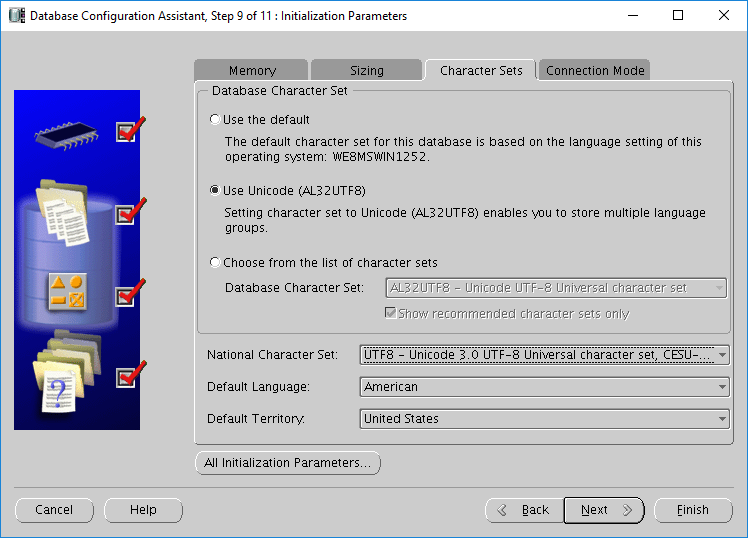 Database Configuration Assistant, Step 9 of 11 : Initialization Parameters
Memory
Sizing
Character Sets
Connection Mode
Database Character Set
Use the default
The default character set for this database is based on the language setting of this
operating system: WE8MSWIN1252.
Use Unicode (AL32UTF8)
Setting character set to Unicode (AL32UTF8) enables you to store multiple language
groups.
Choose from the list of character sets
Database Character Set: AL32UTF8 - Unicode UTF-8 Universal character set
Show recommended character sets only
National Character Set: UTF8 - Unicode 3.0 UTF-8 Universal character set, CESU-...
Default Language: American
Default Territory: United States
All Initialization Parameters...
Cancel
Help
Back
Next
Finish
?